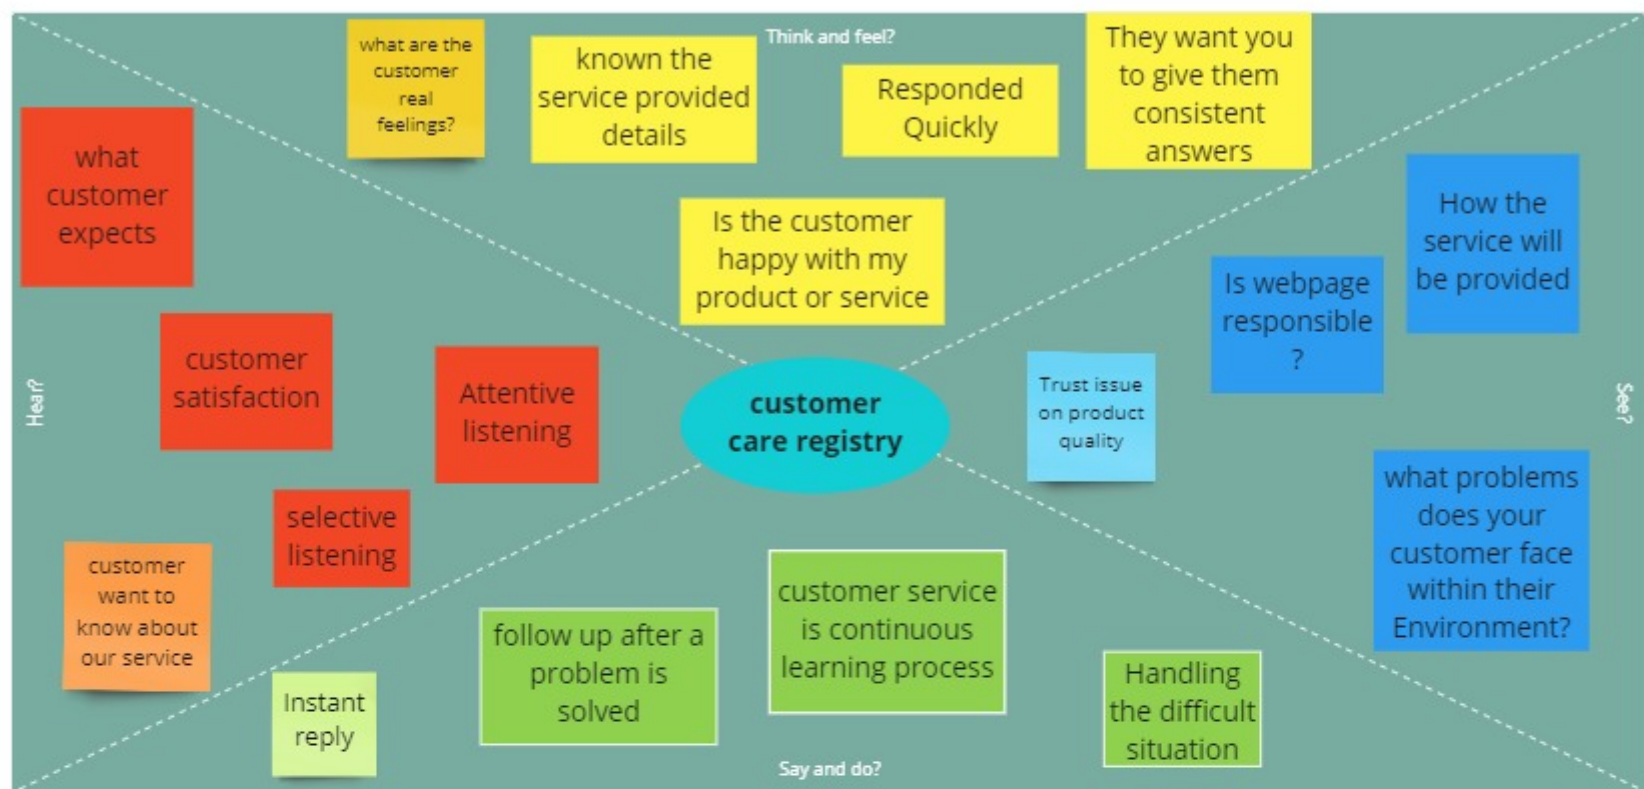 Think and feel?
what are the
customer
real
feelings?
known the
service provided
details
Responded
Quickly
They want you
to give them
consistent
answers
Is the customer
happy with my
product or service
Hear?
what
customer
expects
customer
satisfaction
Attentive
listening
selective
listening
customer
want to
know about
our service
customer
care registry
See?
How the
service will
be provided
Is webpage
responsible
?
Trust issue
on product
quality
what problems
does your
customer face
within their
Environment?
Instant
reply
follow up after a
problem is
solved
customer service
is continuous
learning process
Handling
the difficult
situation
Say and do?